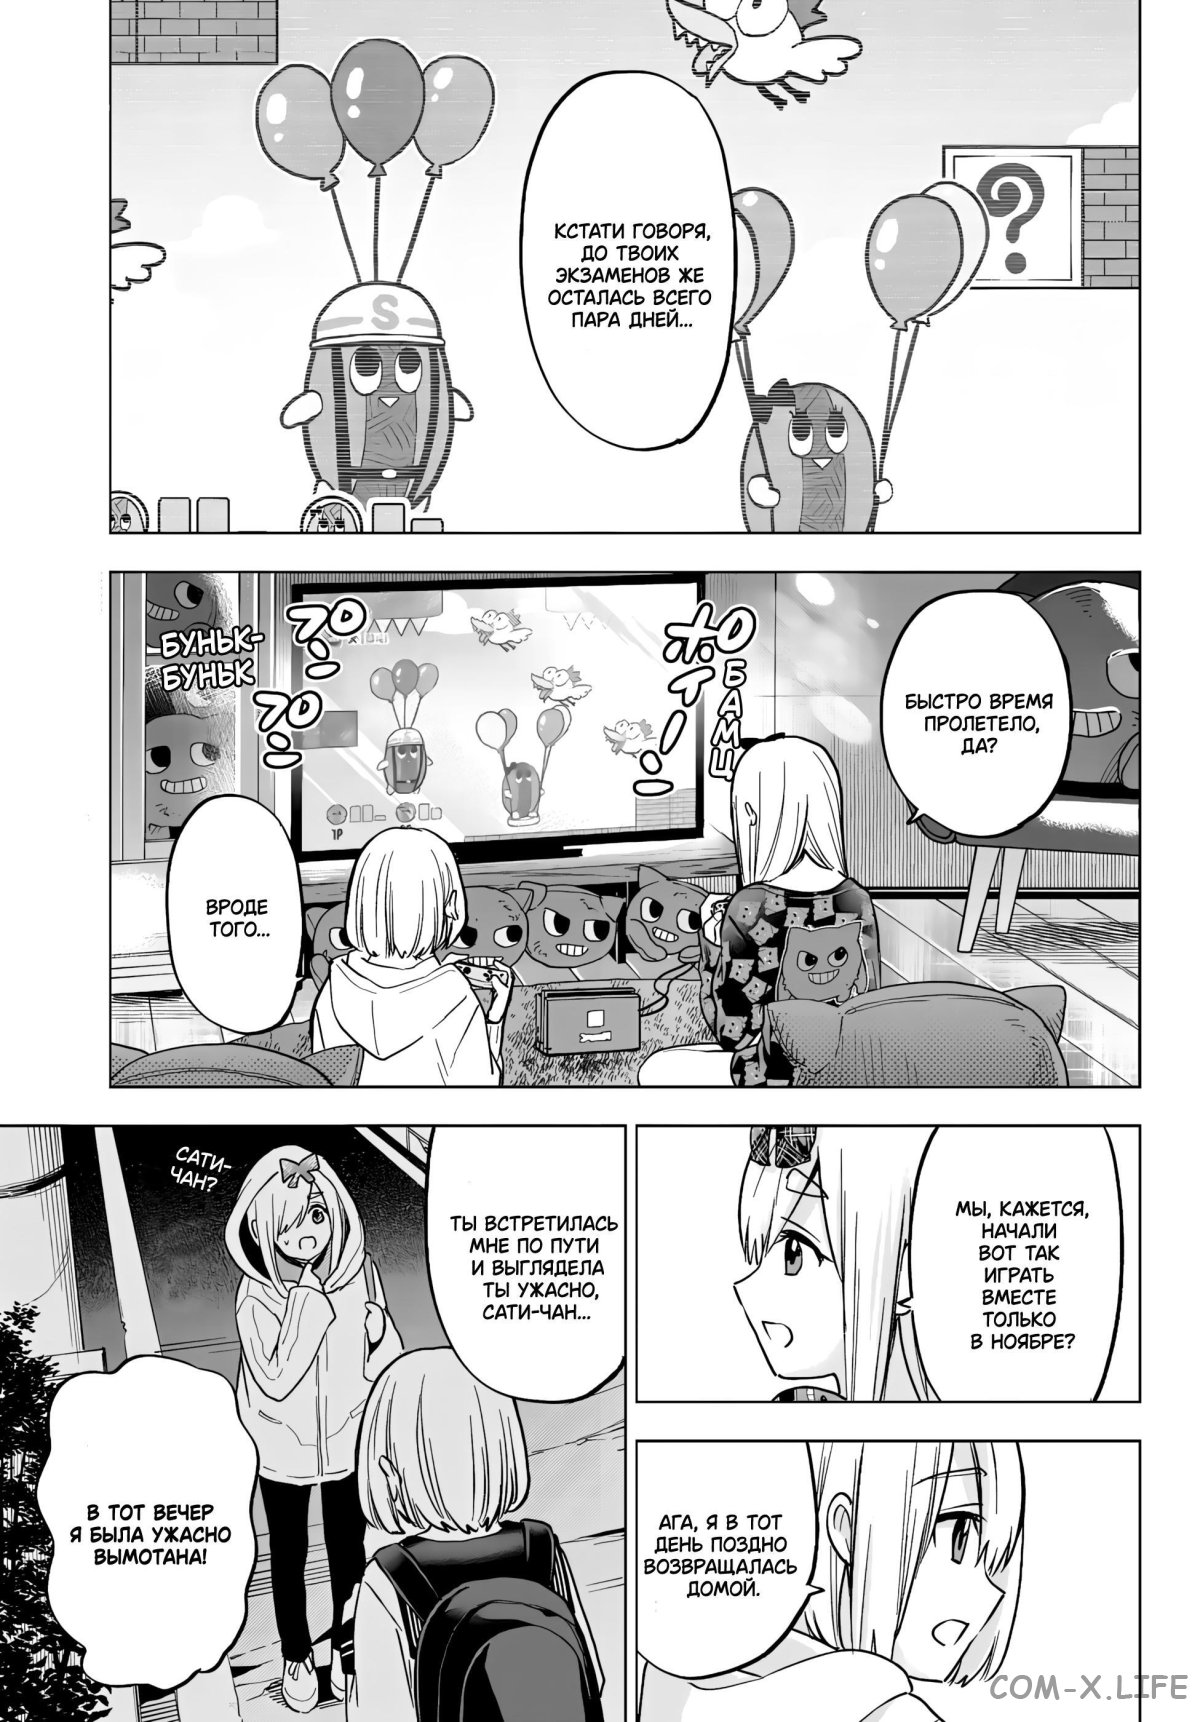 КСТАТИ ГОВОРЯ,
ДО ТВОИХ
ЭКЗАМЕНОВ ЖЕ
ОСТАЛАСЬ ВСЕГО
ПАРА ДНЕЙ...
?
S
БЫСТРО ВРЕМЯ
ПРОЛЕТЕЛО,
ДА?
БАМЦ
БУНЬК-
БУНЬК
1P
ВРОДЕ
ТОГО...
МЫ, КАЖЕТСЯ,
НАЧАЛИ
ВОТ ТАК
ИГРАТЬ
ВМЕСТЕ
ТОЛЬКО
В НОЯБРЕ?
АГА, Я В ТОТ
ДЕНЬ ПОЗДНО
ВОЗВРАЩАЛАСЬ
ДОМОЙ.
ТЫ ВСТРЕТИЛАСЬ
МНЕ ПО ПУТИ
И ВЫГЛЯДЕЛА
ТЫ УЖАСНО,
САТИ-ЧАН...
САТИ-
ЧАН?
В ТОТ ВЕЧЕР
Я БЫЛА УЖАСНО
ВЫМОТАНА!
COM-X.LIFE